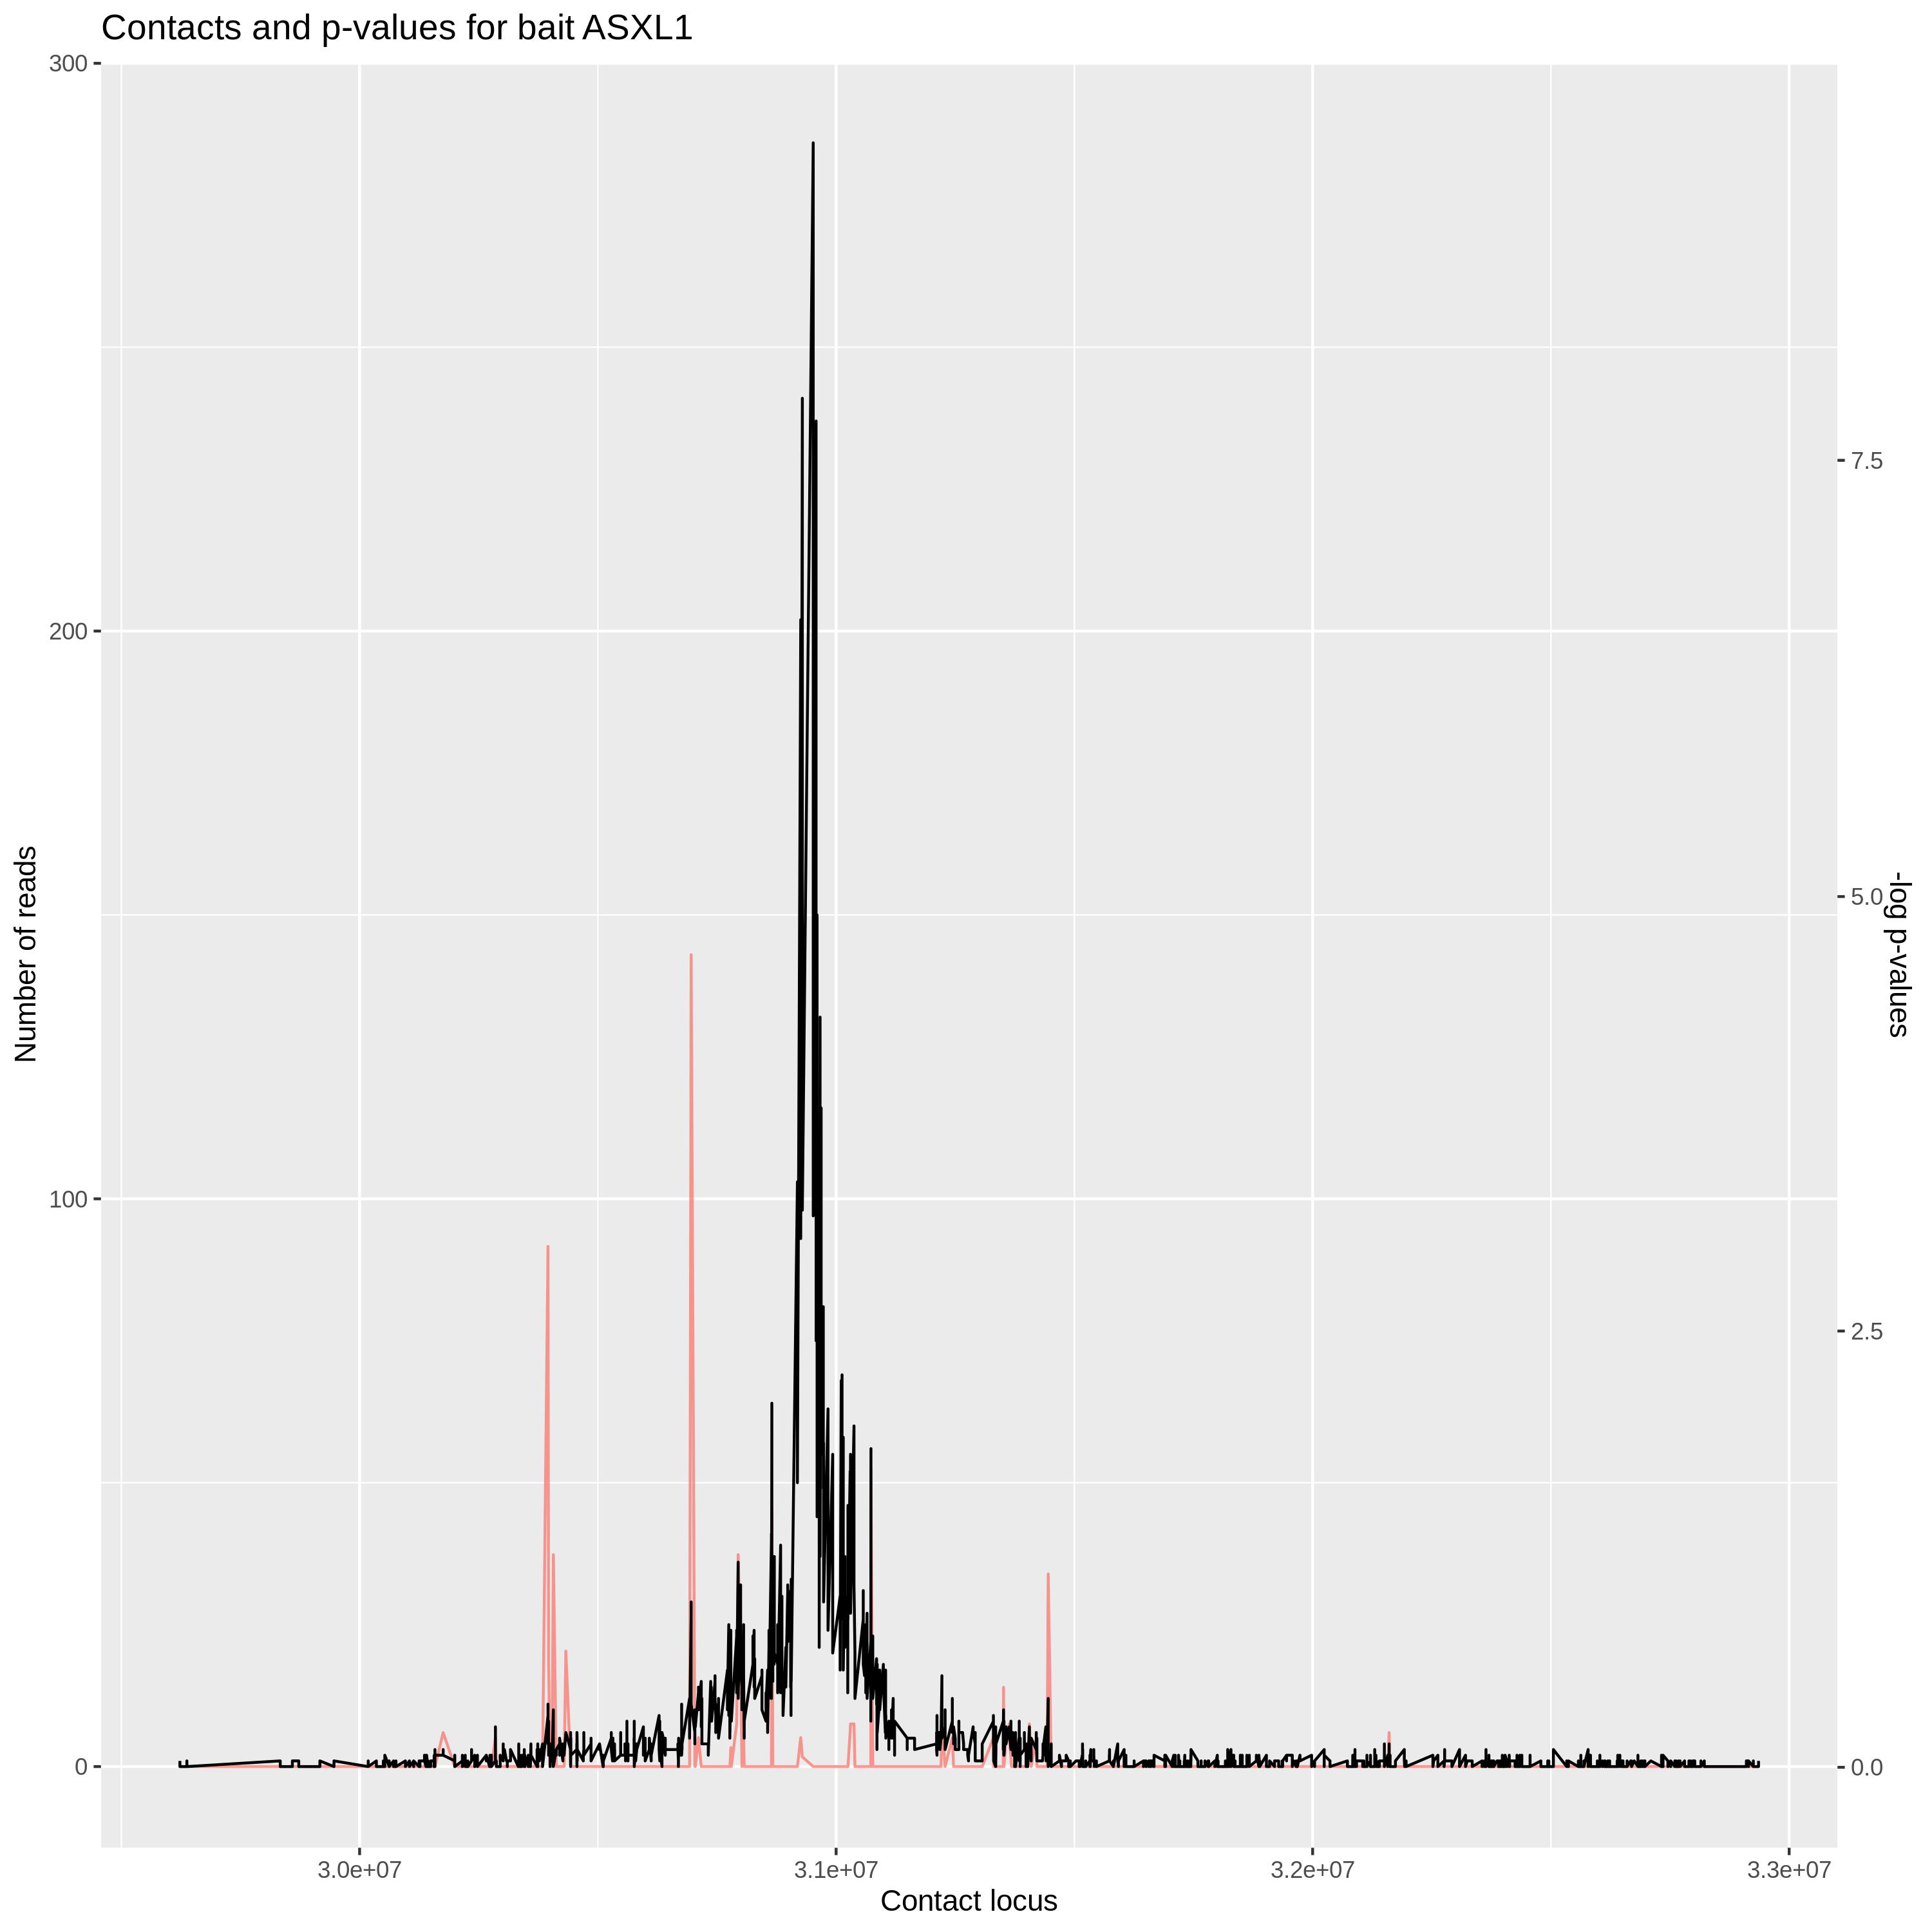 Contacts and p-values for bait ASXL1
300
200
100
0
Number of reads
7.5
5.0
2.5
0.0
-log p-values
3.0e+07
3.1e+07
3.2e+07
3.3e+07
Contact locus